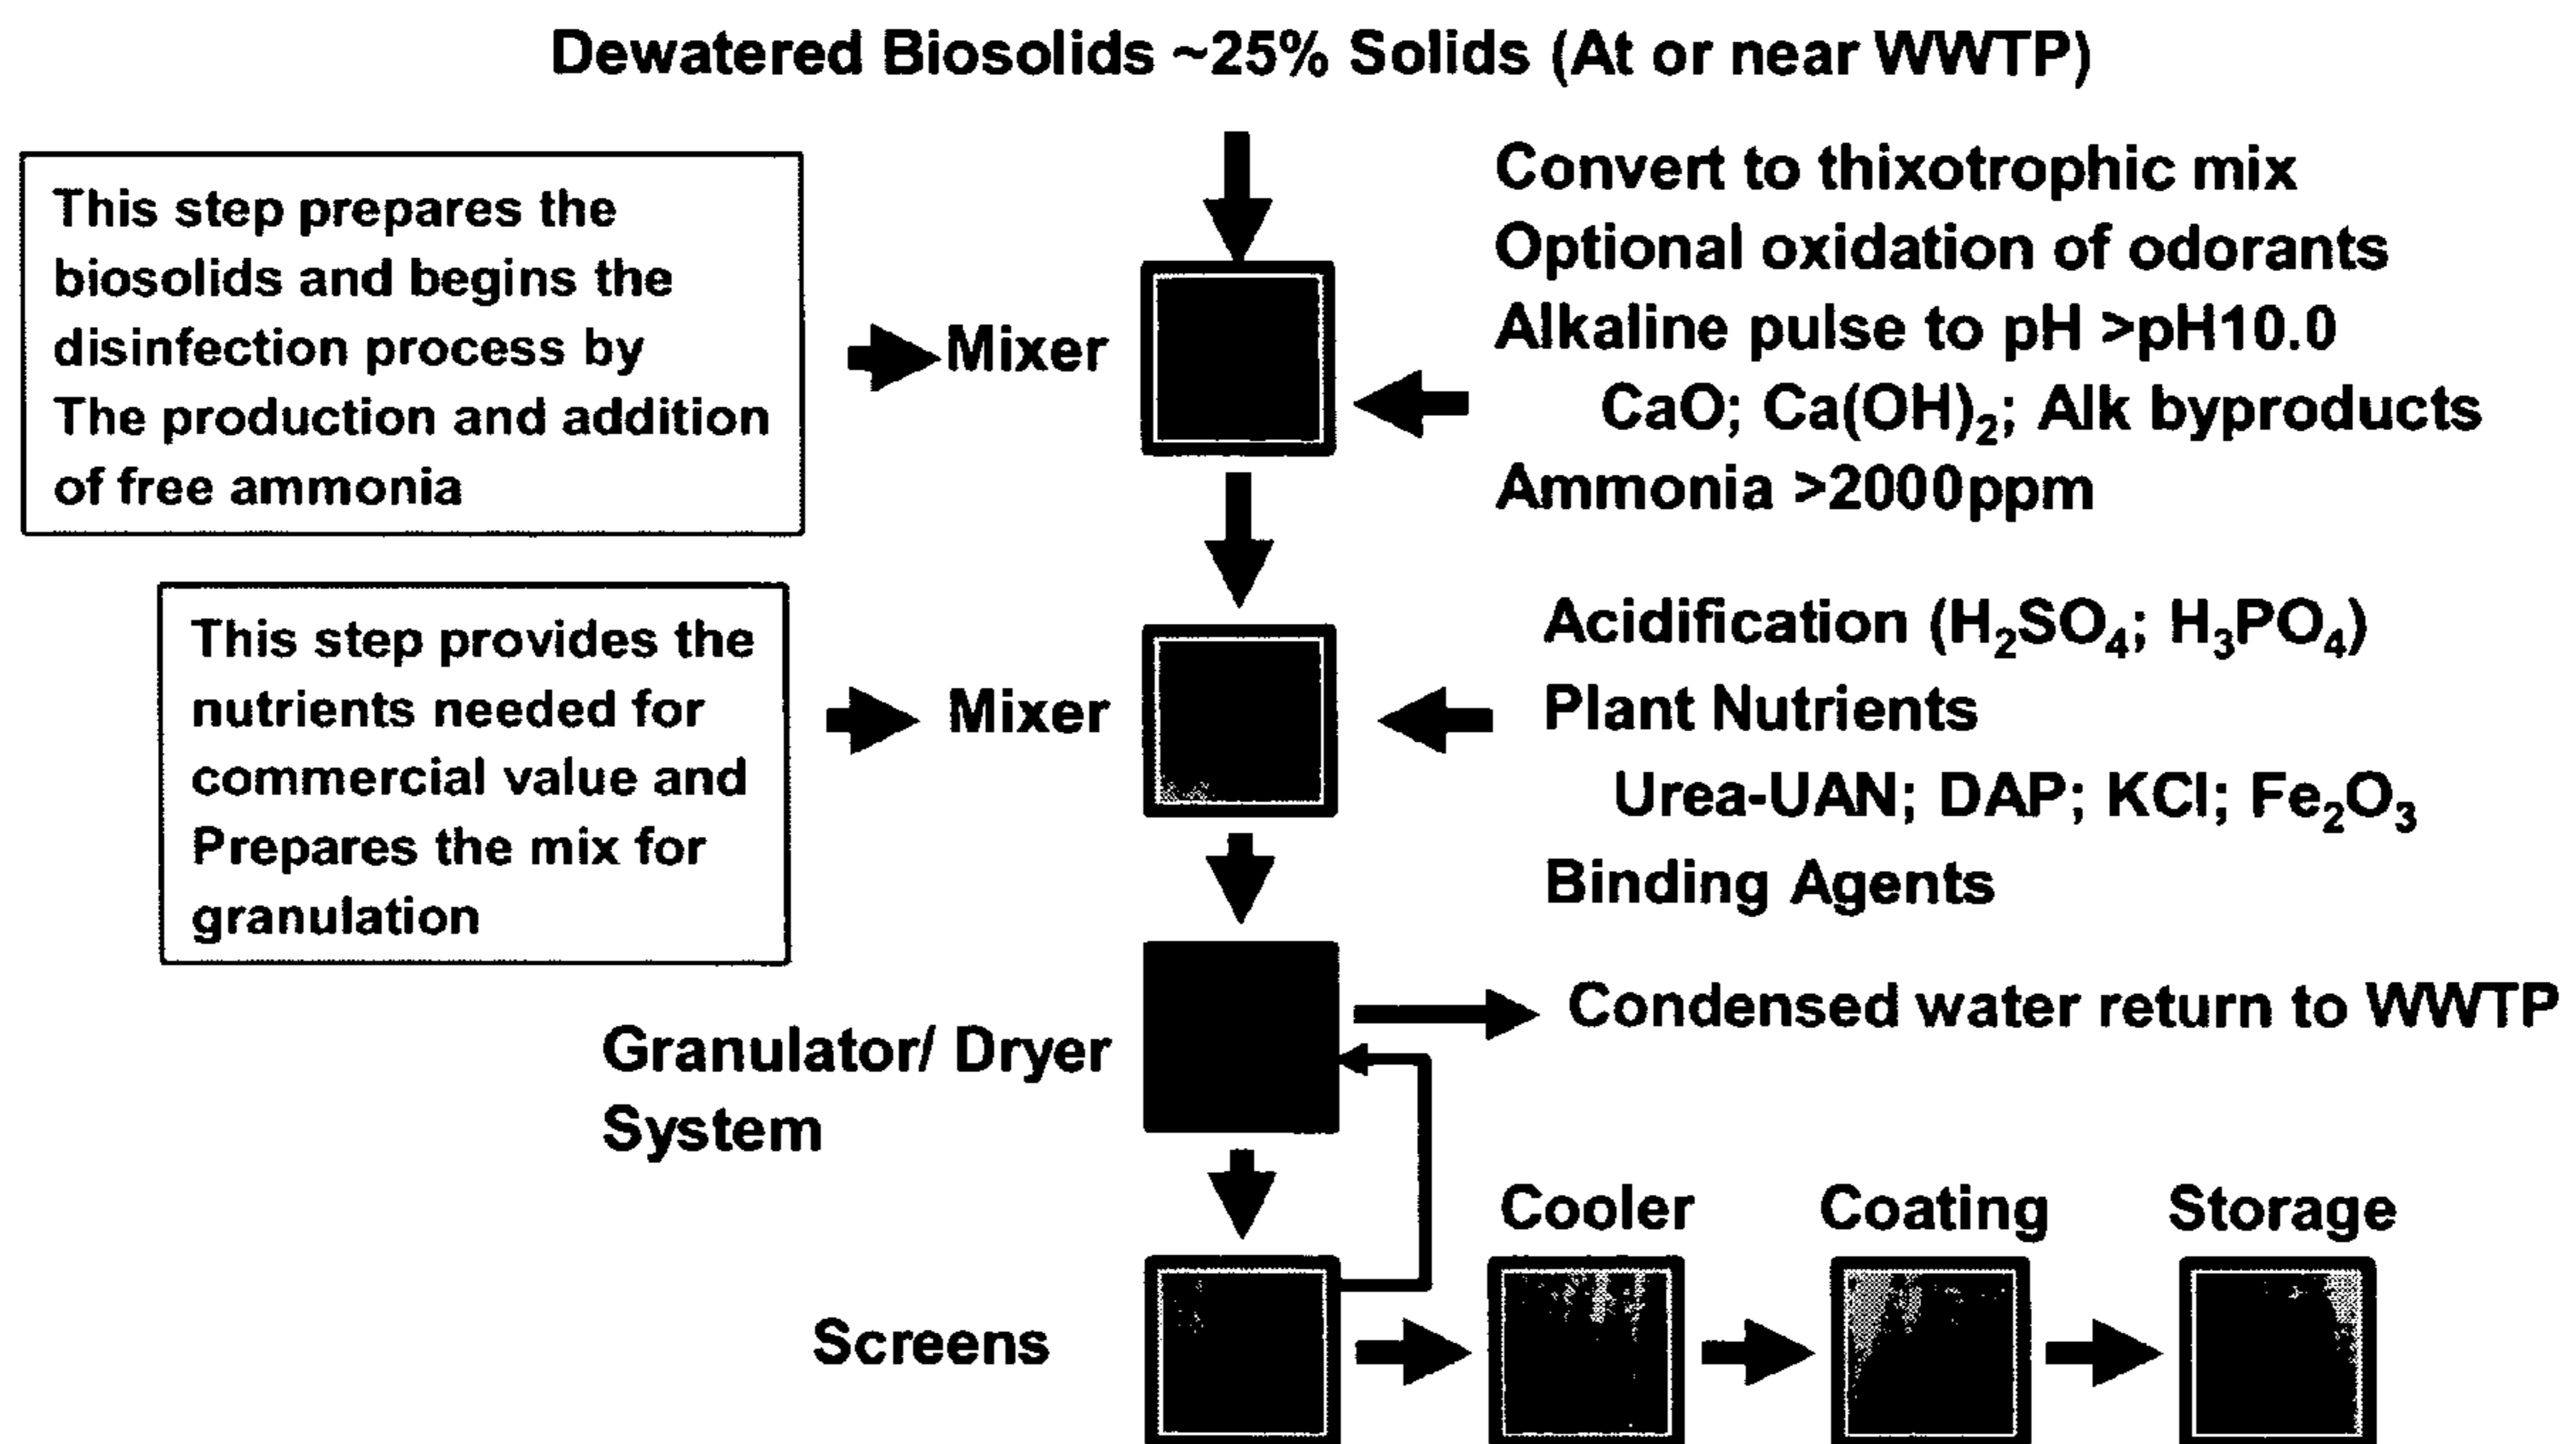 Dewatered Biosolids ~25% Solids (At or near WWTP)
This step prepares the
biosolids and begins the
disinfection process by
The production and addition
of free ammonia
Mixer
Convert to thixotrophic mix
Optional oxidation of odorants
Alkaline pulse to pH >pH10.0
CaO; Ca(OH)₂; Alk byproducts
Ammonia >2000ppm
This step provides the
nutrients needed for
commercial value and
Prepares the mix for
granulation
Mixer
Acidification (H₂SO₄; H₃PO₄)
Plant Nutrients
Urea-UAN; DAP; KCl; Fe₂O₃
Binding Agents
Granulator/ Dryer
System
Condensed water return to WWTP
Screens
Cooler
Coating
Storage